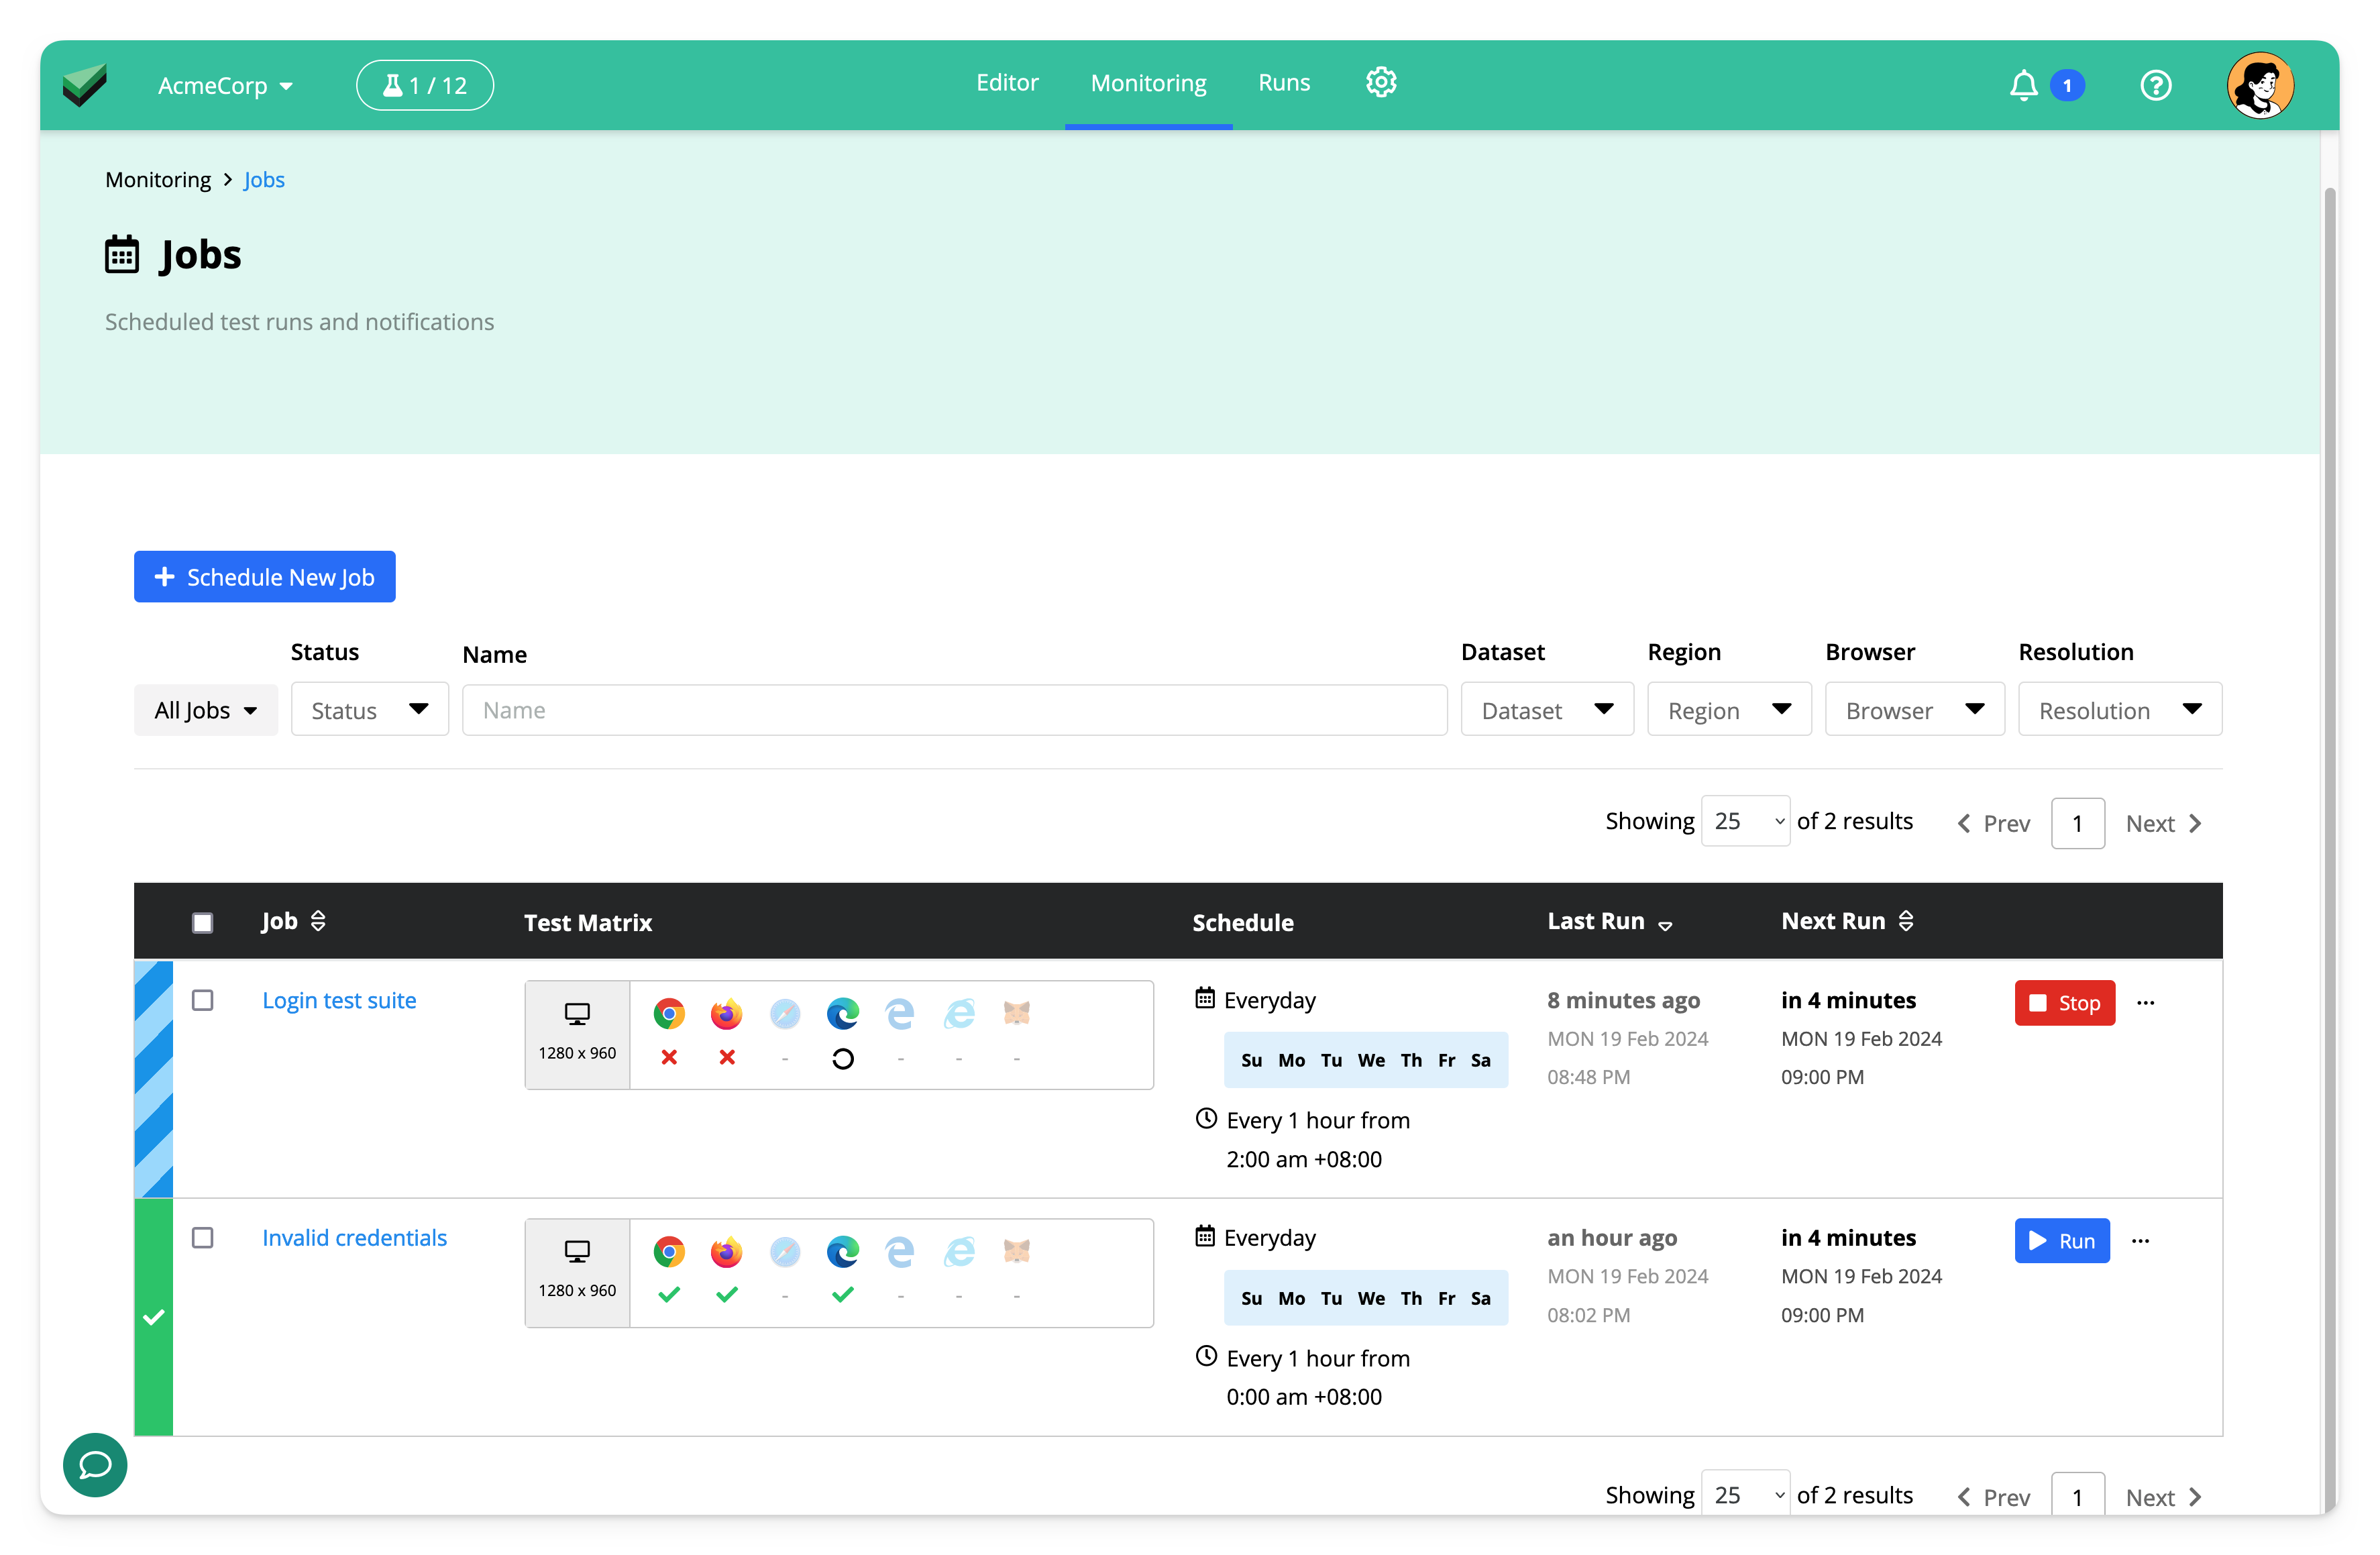 AcmeCorp
1 / 12
Editor
Monitoring
Runs
1
Monitoring > Jobs
Jobs
Scheduled test runs and notifications
+ Schedule New Job
All Jobs
Status
Status
Name
Name
Dataset
Dataset
Region
Region
Browser
Browser
Resolution
Resolution
Showing 25 of 2 results
Prev 1 Next
Job
Test Matrix
Schedule
Last Run
Next Run
Login test suite
1280 x 960
- - - -
Everyday
Su Mo Tu We Th Fr Sa
Every 1 hour from
2:00 am +08:00
8 minutes ago
MON 19 Feb 2024
08:48 PM
in 4 minutes
MON 19 Feb 2024
09:00 PM
Stop
...
Invalid credentials
1280 x 960
- - - -
Everyday
Su Mo Tu We Th Fr Sa
Every 1 hour from
0:00 am +08:00
an hour ago
MON 19 Feb 2024
08:02 PM
in 4 minutes
MON 19 Feb 2024
09:00 PM
Run
...
Showing 25 of 2 results
Prev 1 Next